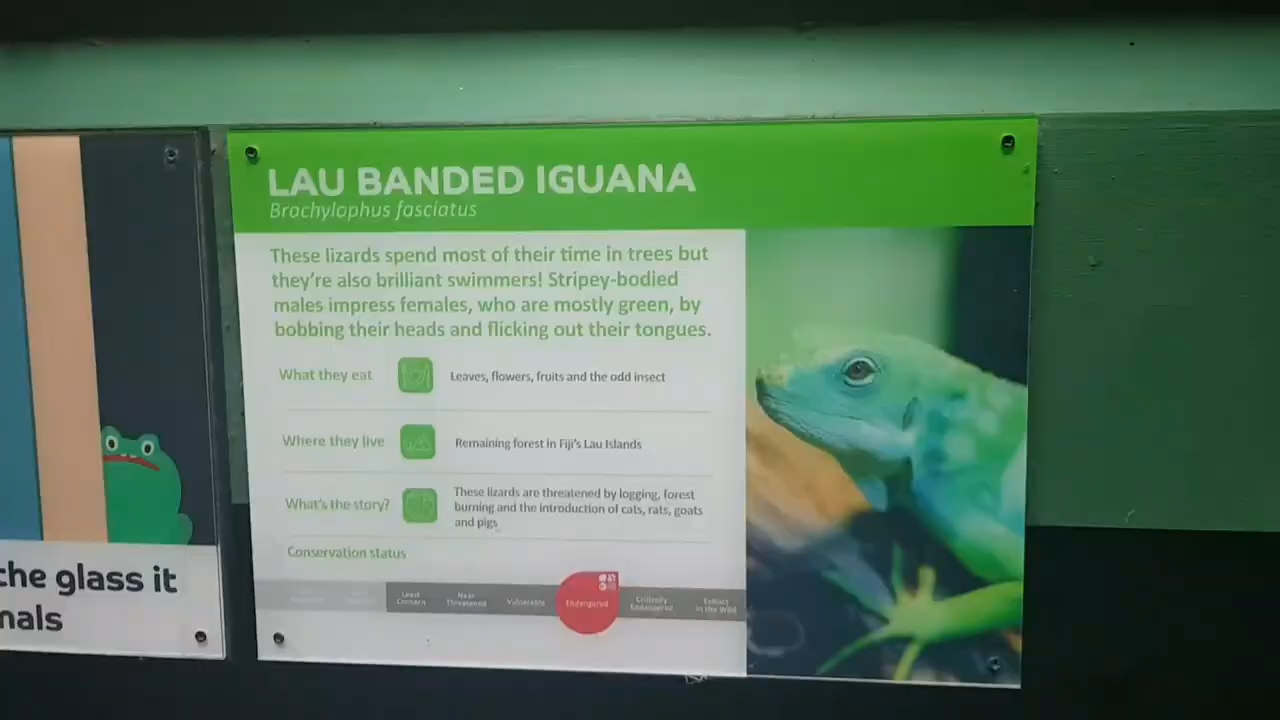 the glass it
nals
LAU BANDED IGUANA
Brachylophus fasciatus
These lizards spend most of their time in trees but
they're also brilliant swimmers! Stripey-bodied
males impress females, who are mostly green, by
bobbing their heads and flicking out their tongues.
What they eat
Leaves, flowers, fruits and the odd insect
Where they live
Remaining forest in Fiji's Lau Islands
What's the story?
These lizards are threatened by logging, forest
burning and the introduction of cats, rats, goats
and pigs
Conservation status
Least
Concern
Near
Threatened
Vulnerable
Endangered
Critically
Endangered
Extinct
in the Wild